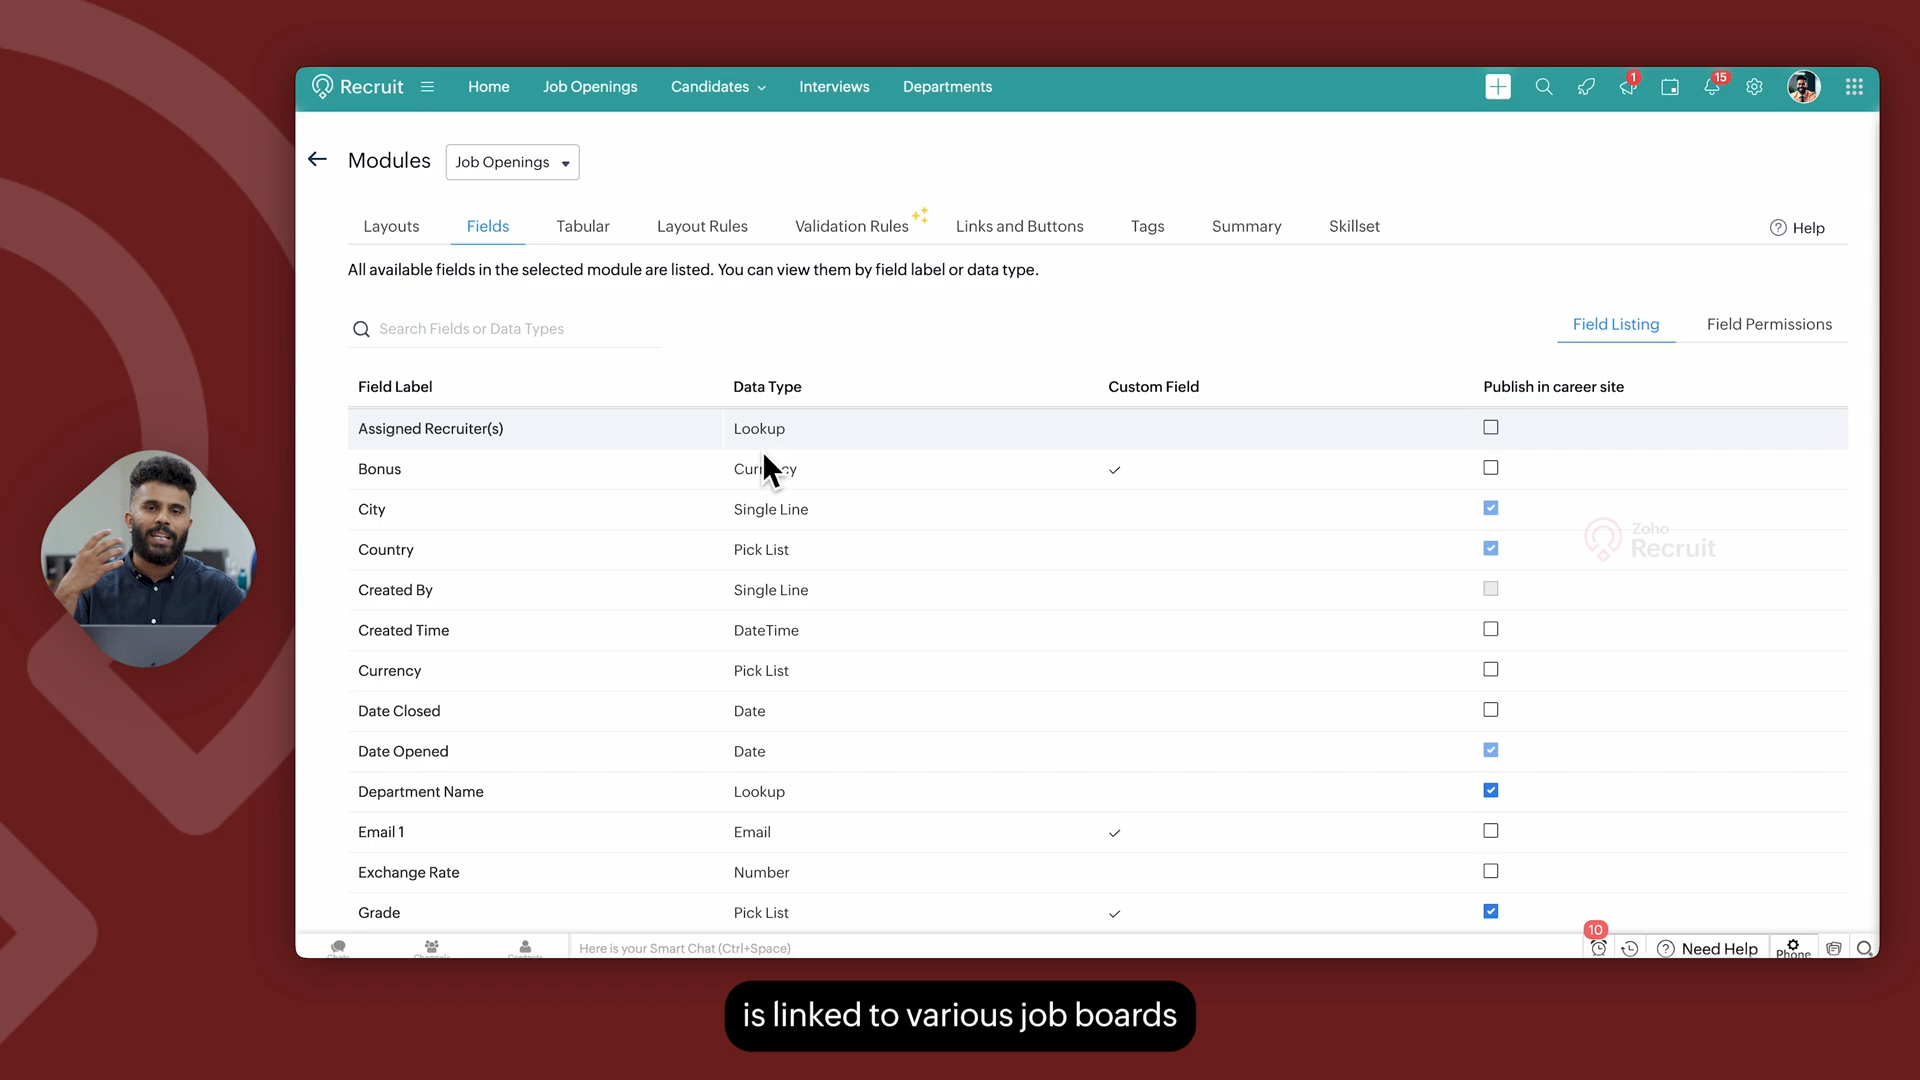 Recruit
Home
Job Openings
Candidates
Interviews
Departments
1
15
Modules
Job Openings
Layouts
Fields
Tabular
Layout Rules
Validation Rules
Links and Buttons
Tags
Summary
Skillset
Help
All available fields in the selected module are listed. You can view them by field label or data type.
Search Fields or Data Types
Field Listing
Field Permissions
Field Label Data Type Custom Field Publish in career site
Assigned Recruiter(s) Lookup
Bonus Currency
City Single Line
Country Pick List
Zoho
Recruit
Created By Single Line
Created Time DateTime
Currency Pick List
Date Closed Date
Date Opened Date
Department Name Lookup
Email 1 Email
Exchange Rate Number
Grade Pick List
10
Chats
Channels
Contacts
Here is your Smart Chat (Ctrl+Space)
Need Help
Phone
is linked to various job boards